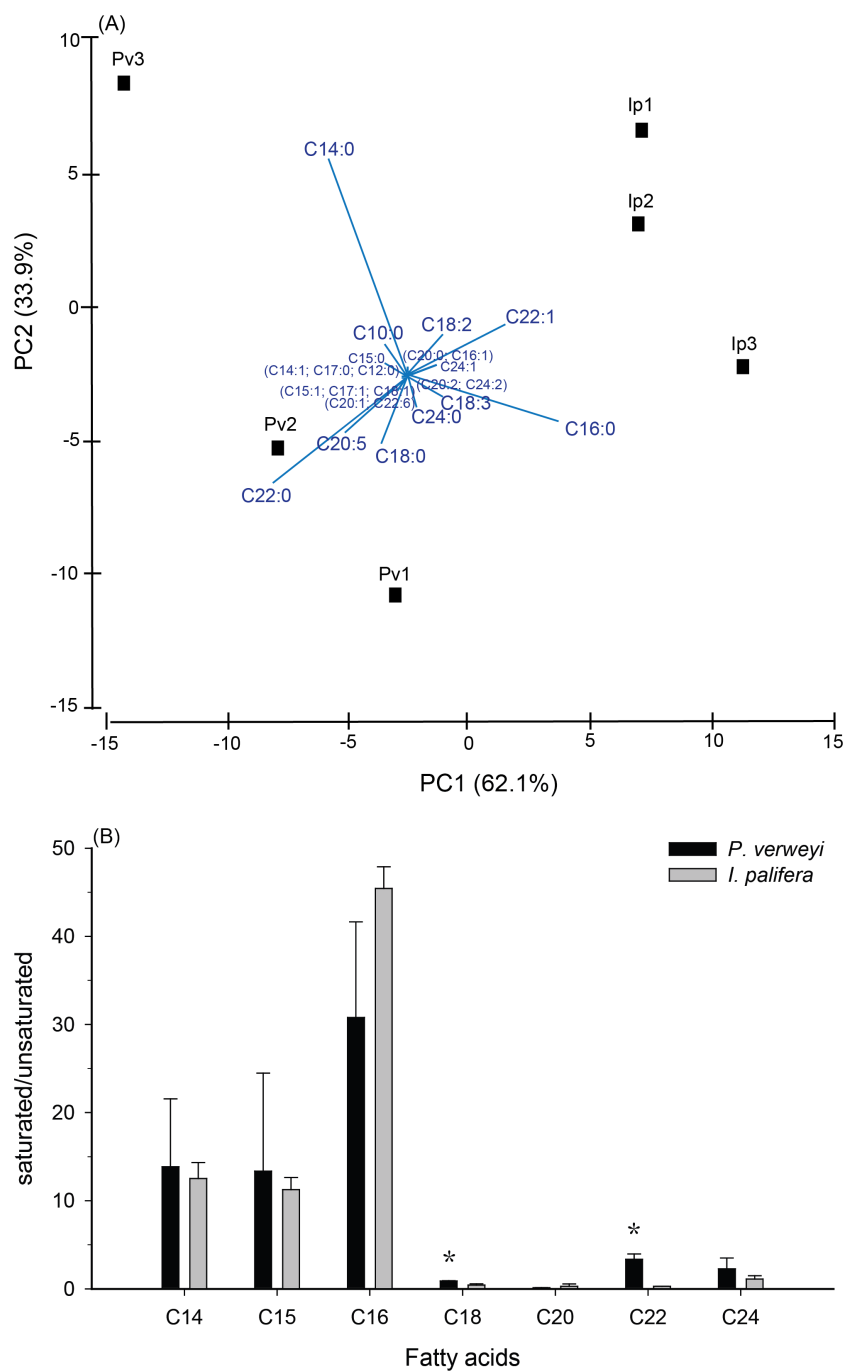 (A)
10
Pv3
Ip1
C14:0
5
Ip2
PC2 (33.9%)
0
C22:1
C18:2
C10:0
Ip3
C15:0
(C20:0; C16:1)
C24:1
(C14:1; C17:0; C12:0)
(C20:2; C24:2)
(C15:1; C17:1; C18:1)
C18:3
(C20:1; C22:6)
C24:0
Pv2
C16:0
-5
C20:5
C18:0
C22:0
-10
Pv1
-15
-15
-10
-5
0
5
10
15
PC1 (62.1%)
(B)
50
P. verweyi
I. palifera
40
saturated/unsaturated
30
20
10
*
*
0
C14
C15
C16
C18
C20
C22
C24
Fatty acids